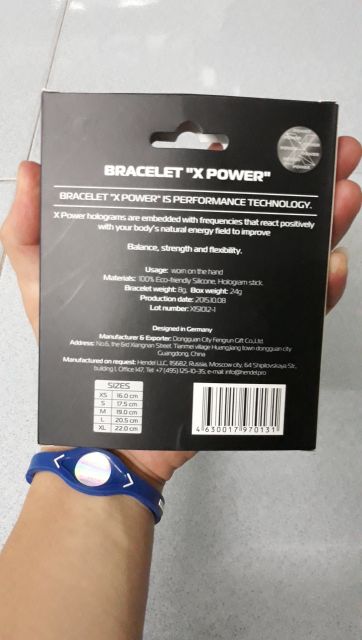 BRACELET "X POWER"
BRACELET "X POWER" IS PERFORMANCE TECHNOLOGY.
X Power holograms are embedded with frequencies that react positively
with your body's natural energy field to improve
Balance, strength and flexibility.
Usage: worn on the hand
Materials: 100% Eco-friendly Silicone, Hologram stick.
Bracelet weight: 8g, Box weight: 24g
Production date: 2015.10.08
Lot number: X151012-1
Designed in Germany
Manufacturer & Exporter: Dongguan City Fengrun Gift Co.,Ltd
Address: No.6, the 6rd Xiangnan Street. Tianmei village Huangjiang town dongguan city
Guangdong, China
Manufactured on request: Hendel LLC, 115682, Russia, Moscow city, 64 Shipilovskaya Str.,
building 1, Office 147, Tel: +7 (495) 125-10-35; e-mail info@hendel.pro
SIZES
XS 16.0 cm
S 17.5 cm
M 19.0 cm
L 20.5 cm
XL 22.0 cm
4 630017 970131